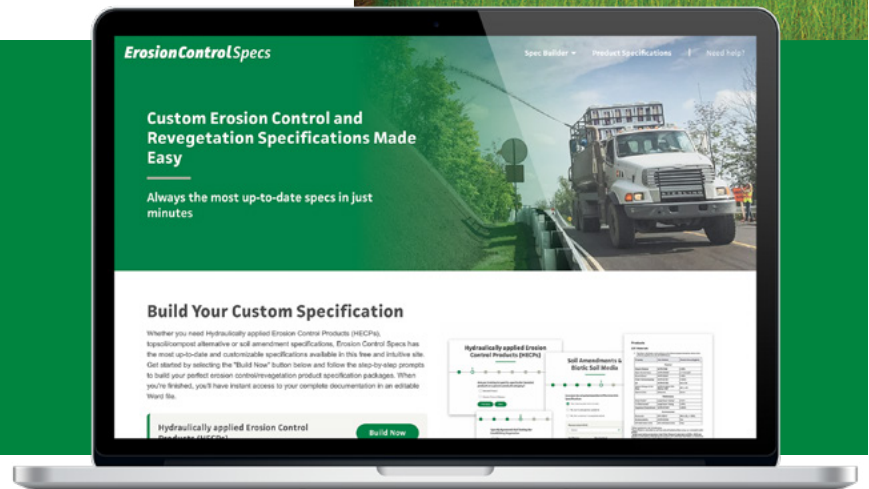 ErosionControlSpecs
Spec Builder
Product Specifications
Need help?
Custom Erosion Control and
Revegetation Specifications Made
Easy
Always the most up-to-date specs in just
minutes
Build Your Custom Specification
Whether you need Hydraulically applied Erosion Control Products (HECPs),
topsoil/compost alternative or soil amendment specifications, Erosion Control Specs has
the most up-to-date and customizable specifications available in this free and intuitive site.
Get started by selecting the "Build Now" button below and follow the step-by-step prompts
to build your perfect erosion control/revegetation product specification packages. When
you're finished, you'll have instant access to your complete documentation in an editable
Word file.
Hydraulically applied Erosion Control
Products (HECPs)
Build Now
Hydraulically applied Erosion
Control Products (HECPs)
Soil Amendments &
Biotic Soil Media
Products